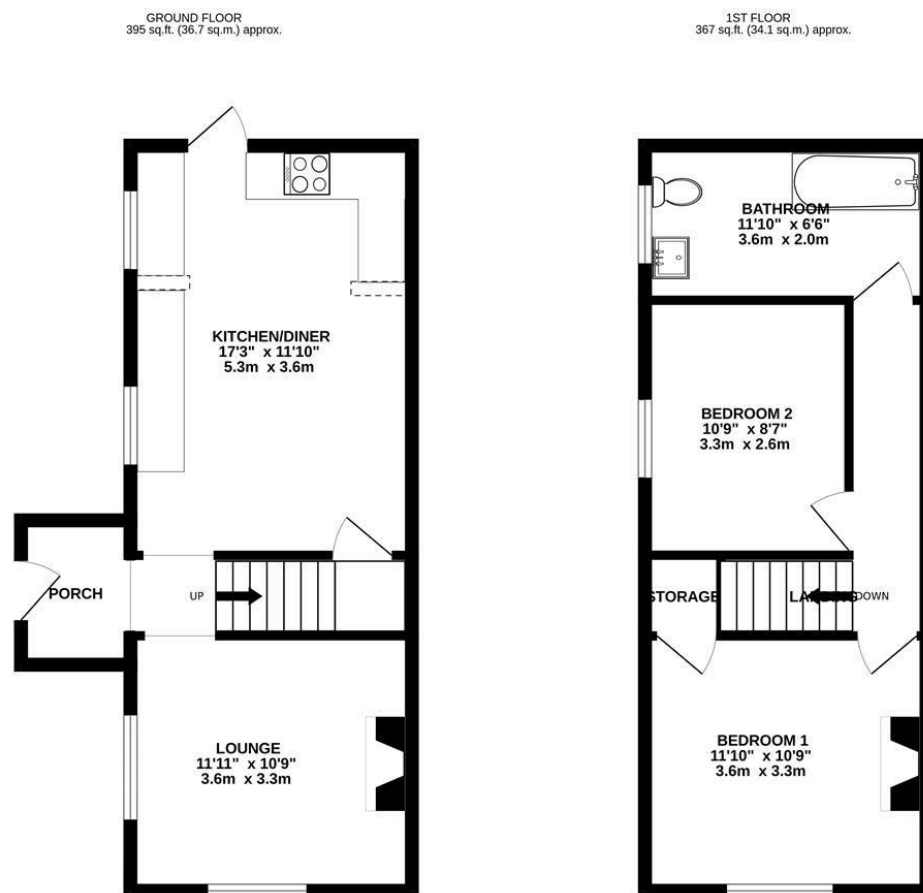 GROUND FLOOR
395 sq.ft. (36.7 sq.m.) approx.
KITCHEN/DINER
17'3" x 11'10"
5.3m x 3.6m
PORCH
UP
LOUNGE
11'11" x 10'9"
3.6m x 3.3m
1ST FLOOR
367 sq.ft. (34.1 sq.m.) approx.
BATHROOM
11'10" x 6'6"
3.6m x 2.0m
BEDROOM 2
10'9" x 8'7"
3.3m x 2.6m
STORAGE
LANDING
DOWN
BEDROOM 1
11'10" x 10'9"
3.6m x 3.3m